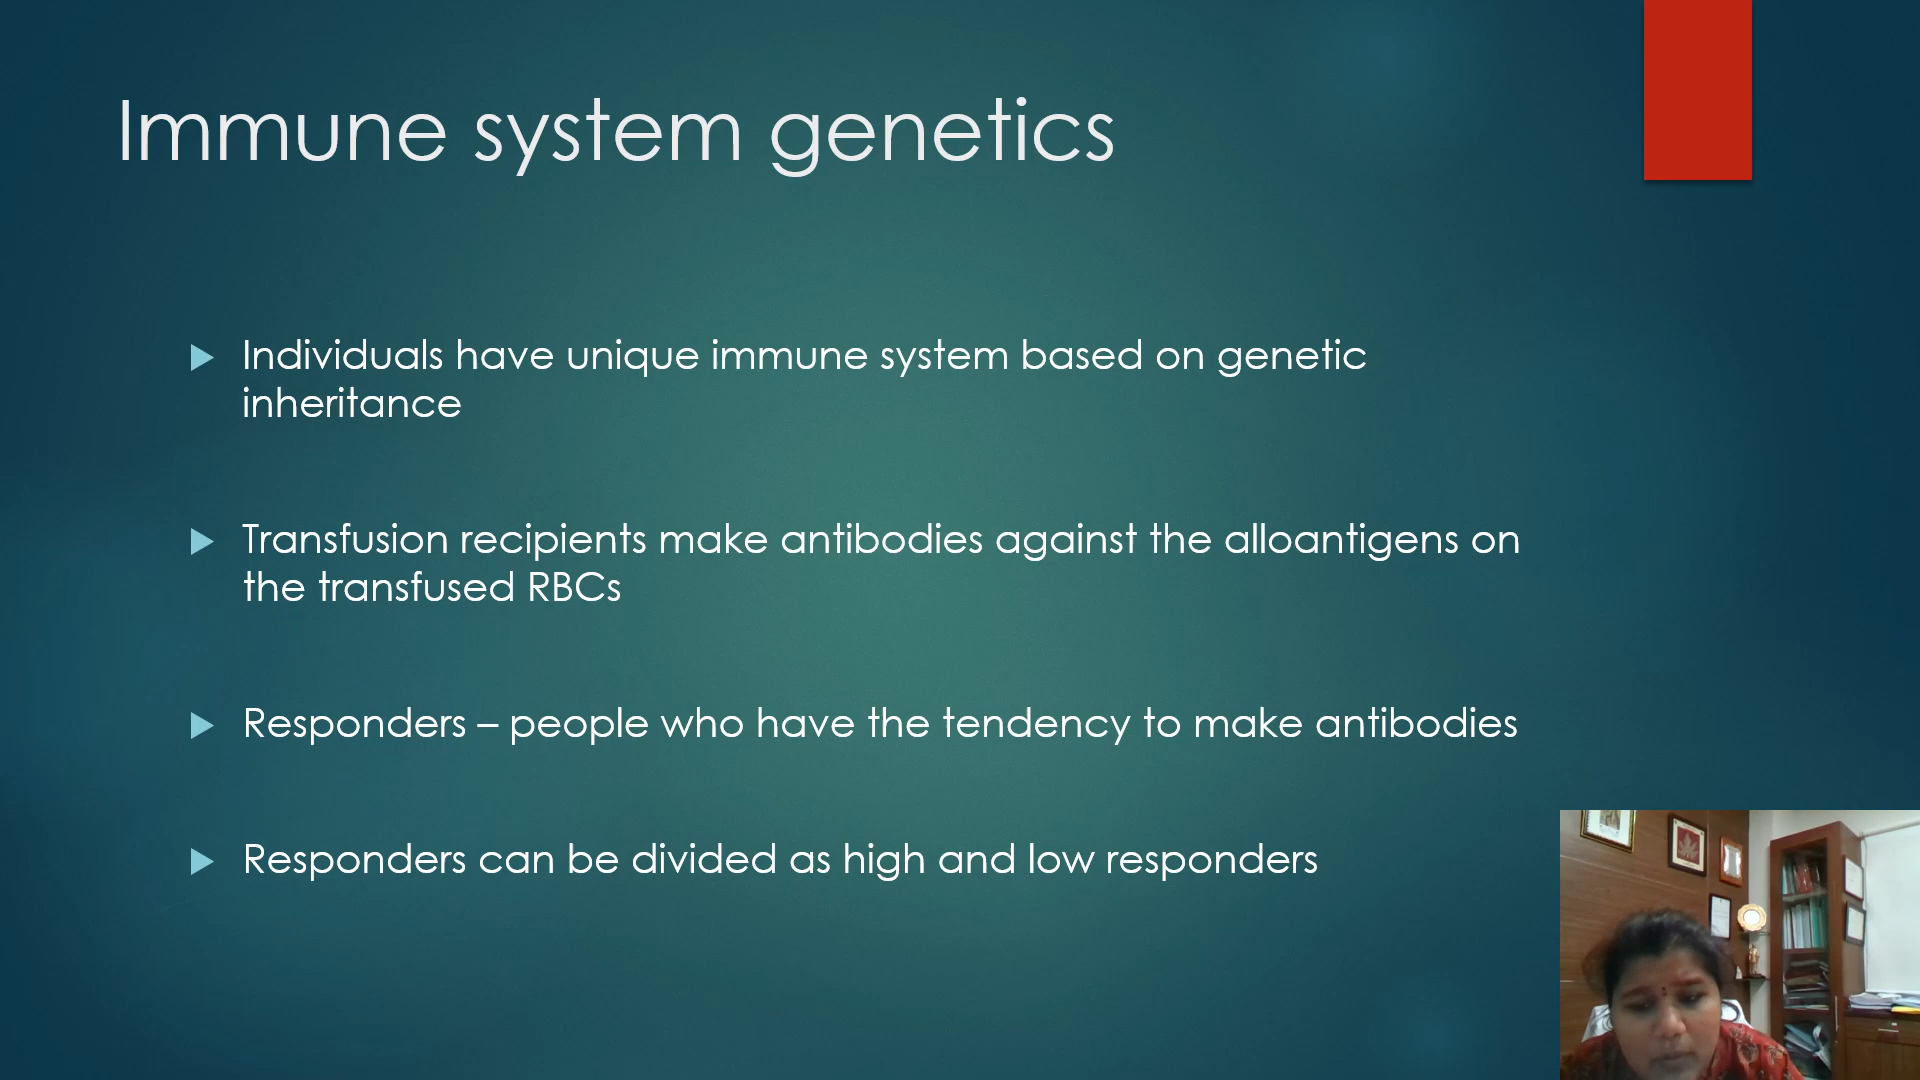 Immune system genetics
Individuals have unique immune system based on genetic
inheritance
Transfusion recipients make antibodies against the alloantigens on
the transfused RBCs
Responders – people who have the tendency to make antibodies
Responders can be divided as high and low responders